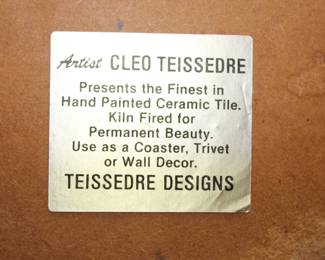 Artist CLEO TEISSEDRE
Presents the Finest in
Hand Painted Ceramic Tile.
Kiln Fired for
Permanent Beauty.
Use as a Coaster, Trivet
or Wall Decor.
TEISSEDRE DESIGNS